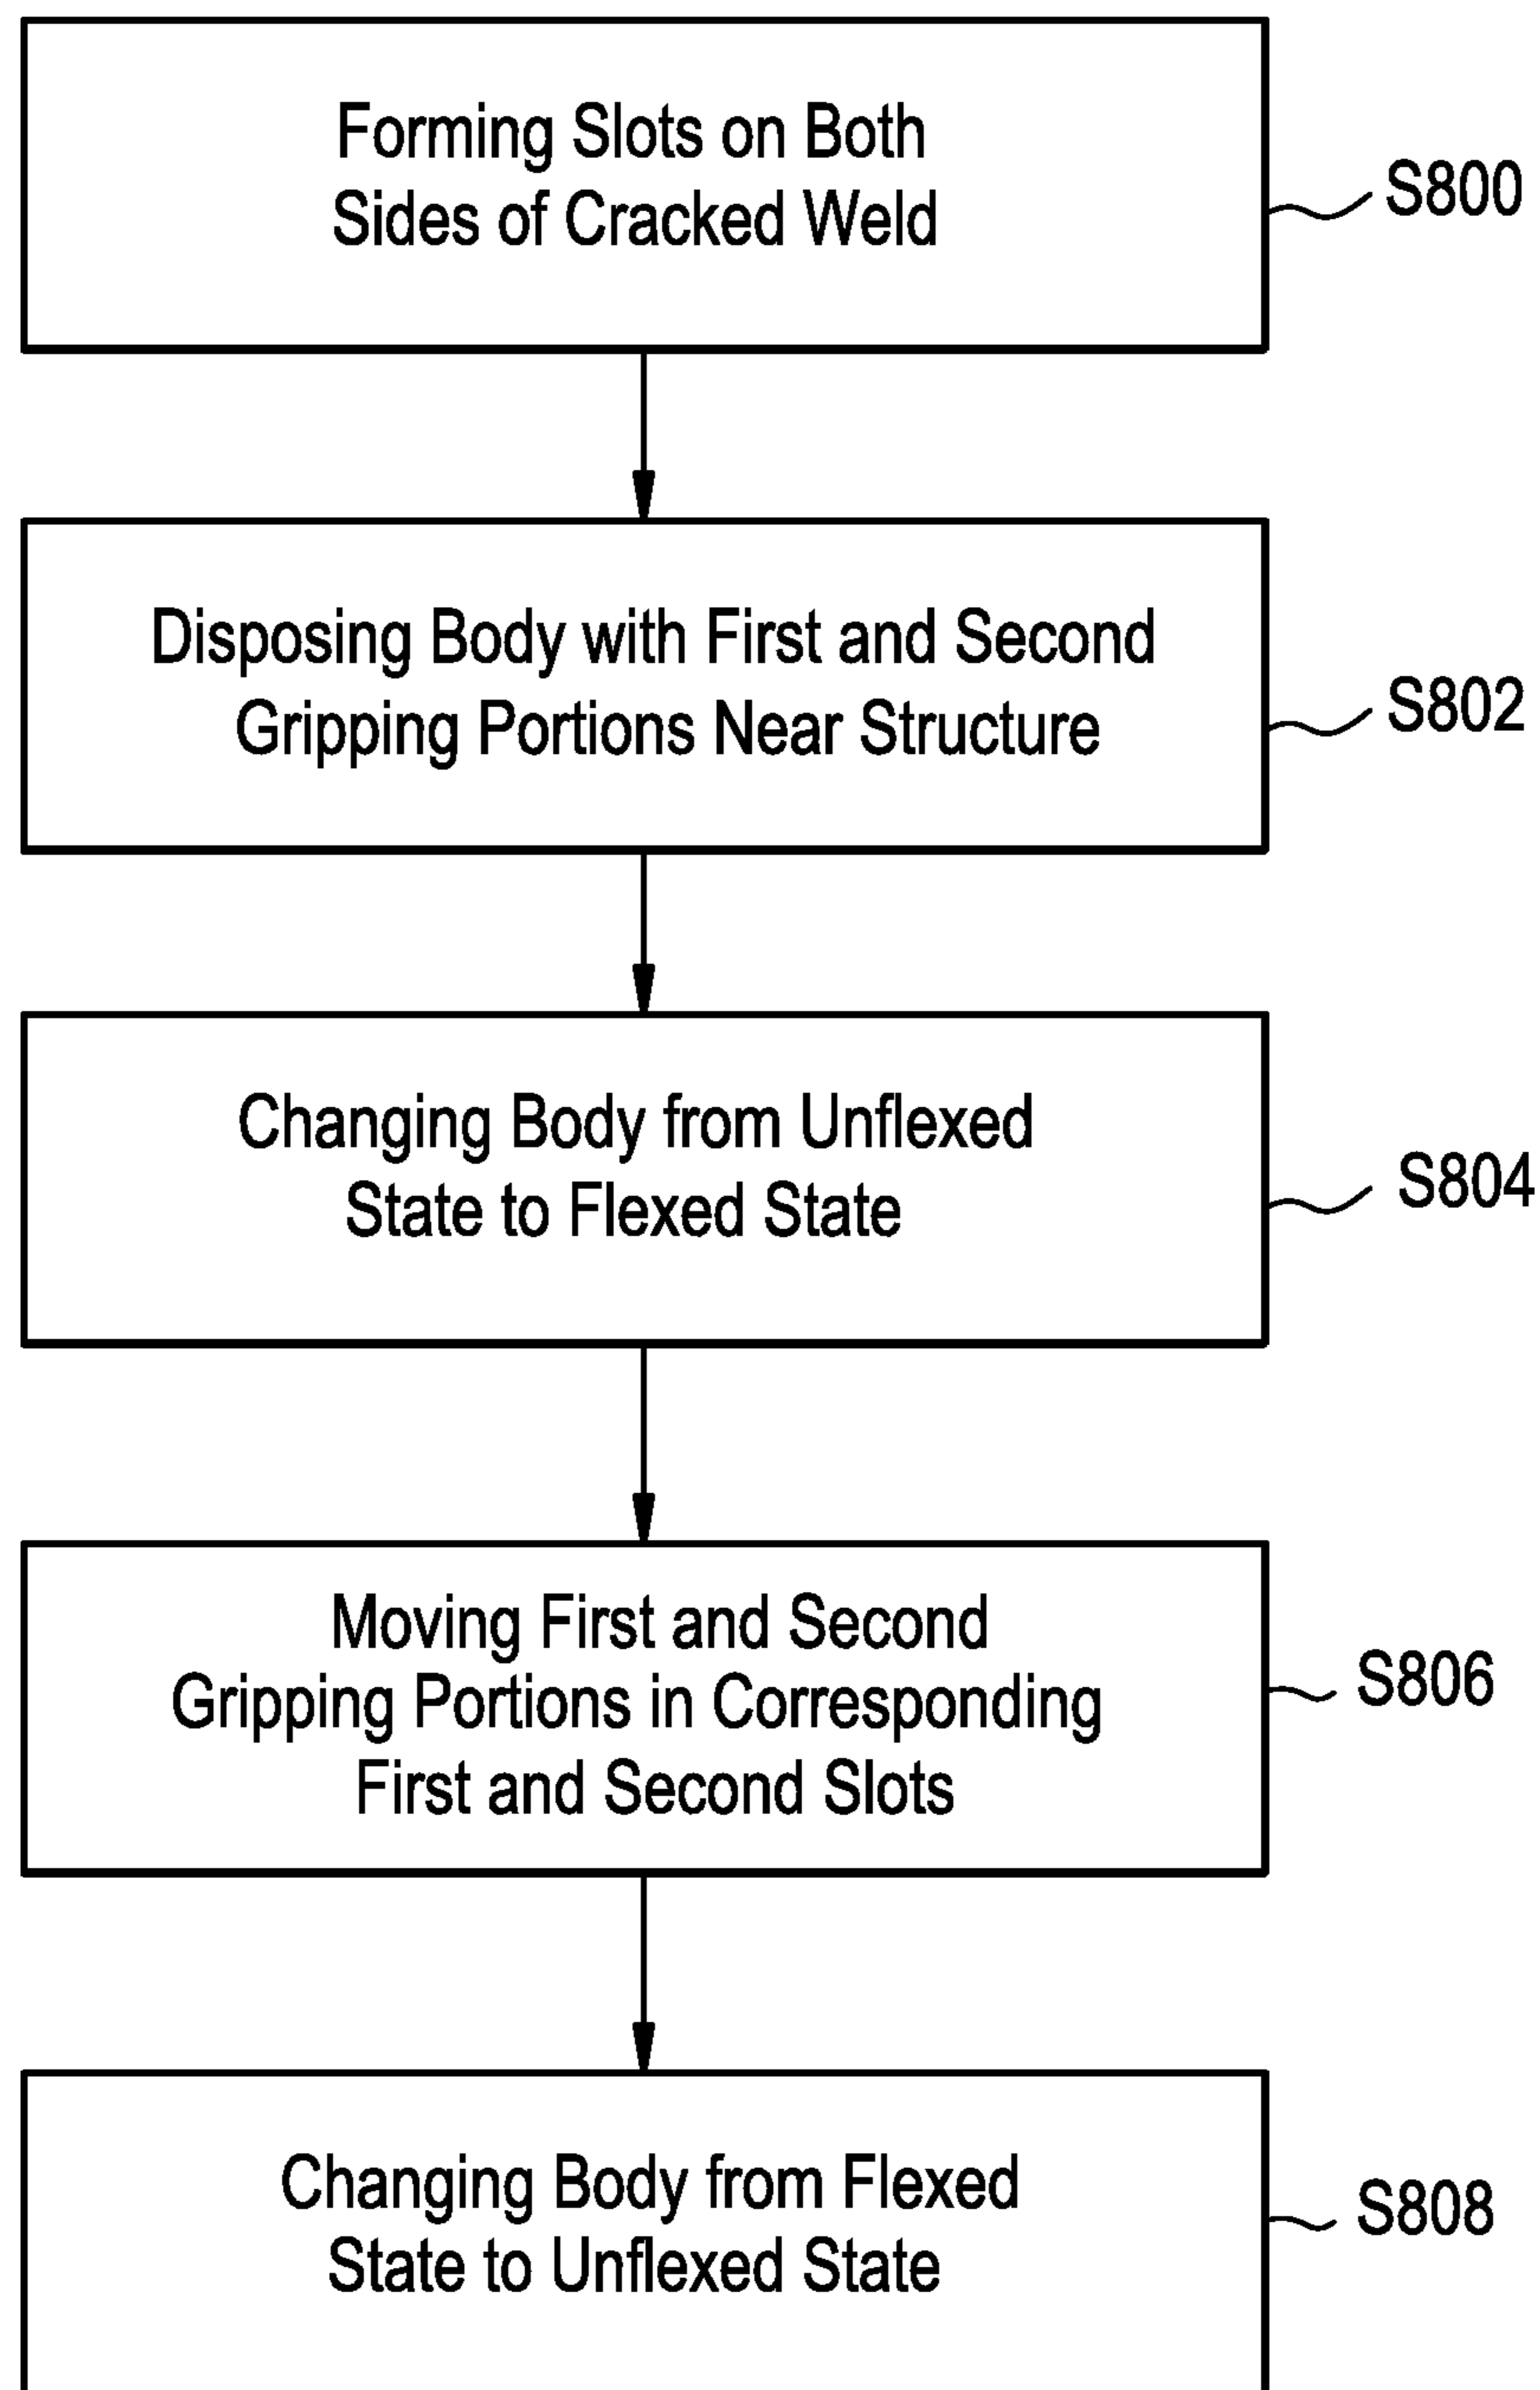 Forming Slots on Both
Sides of Cracked Weld
S800
Disposing Body with First and Second
Gripping Portions Near Structure
S802
Changing Body from Unflexed
State to Flexed State
S804
Moving First and Second
Gripping Portions in Corresponding
First and Second Slots
S806
Changing Body from Flexed
State to Unflexed State
S808